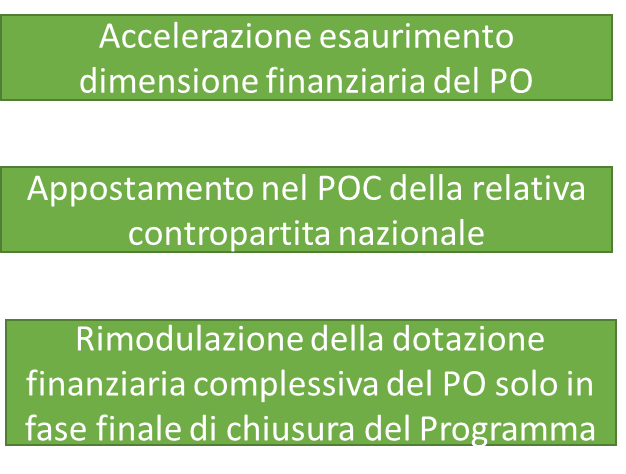 Accelerazione esaurimento
dimensione finanziaria del PO
Appostamento nel POC della relativa
contropartita nazionale
Rimodulazione della dotazione
finanziaria complessiva del PO solo in
fase finale di chiusura del Programma